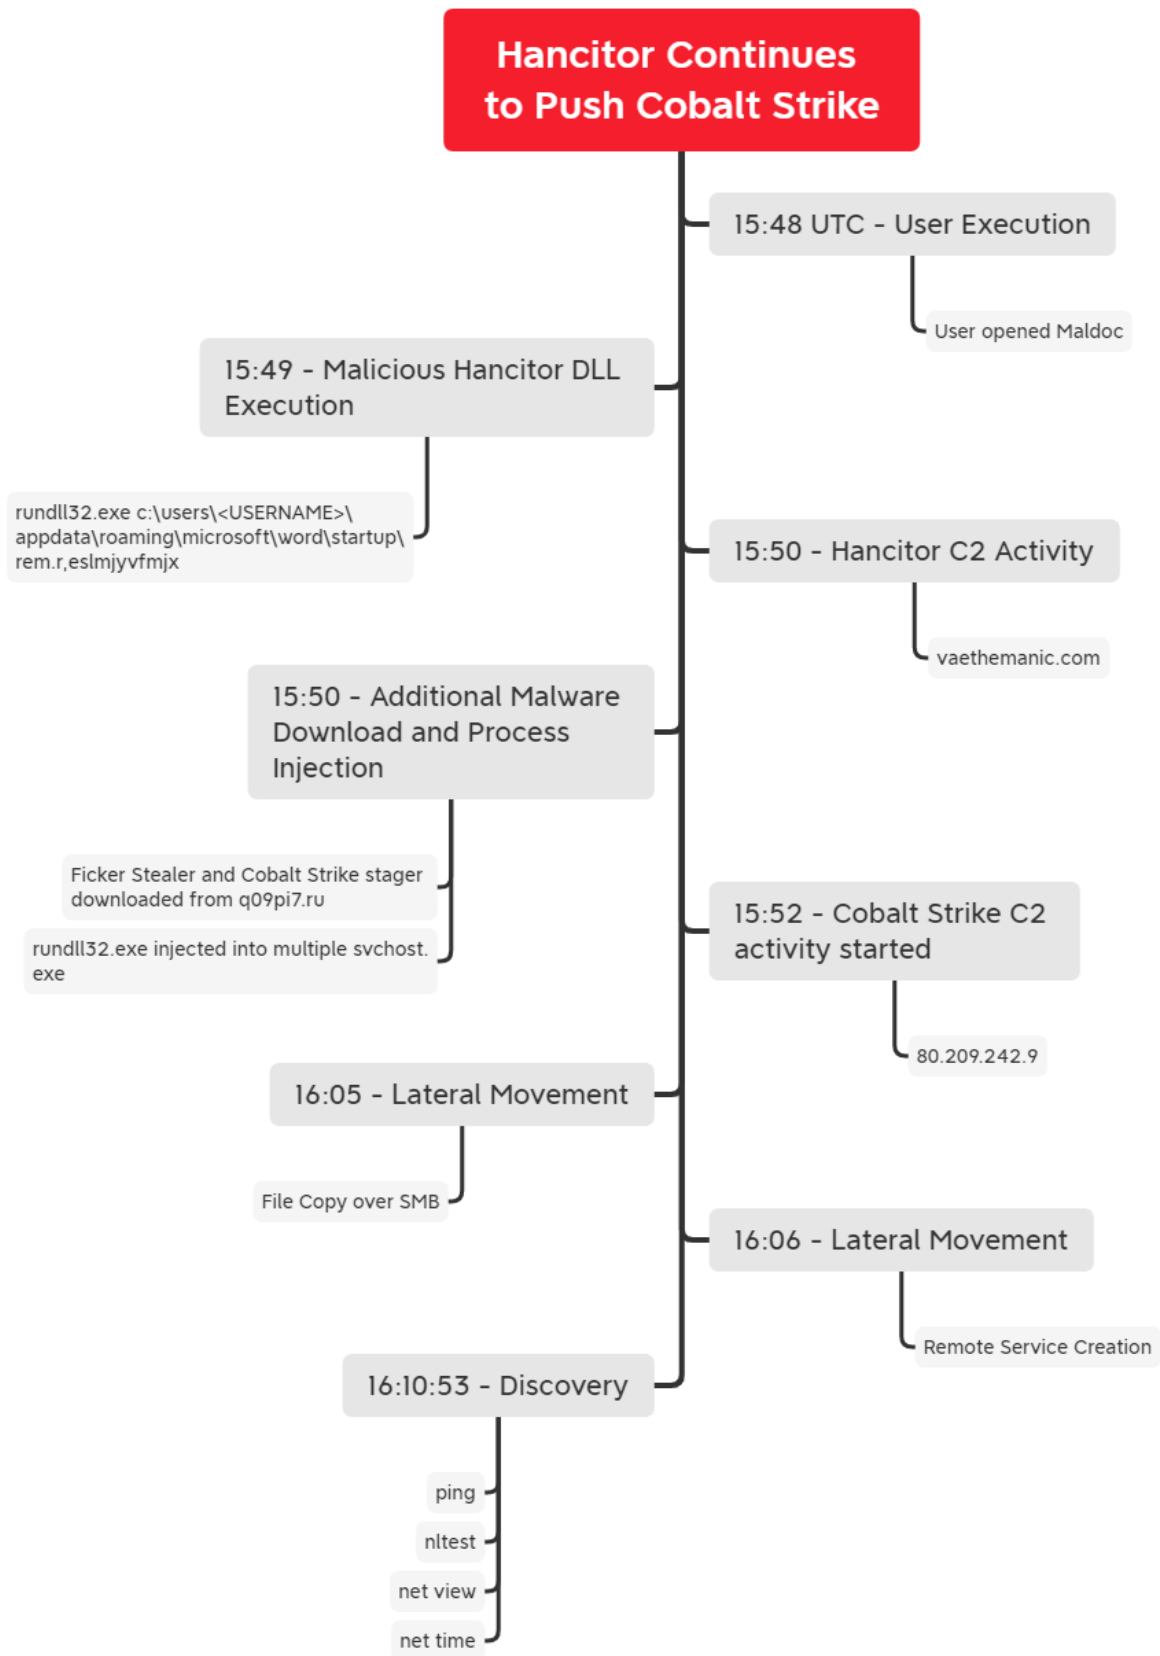 Hancitor Continues
to Push Cobalt Strike
15:48 UTC - User Execution
User opened Maldoc
15:49 - Malicious Hancitor DLL
Execution
rundll32.exe c:\users\<USERNAME>\
appdata\roaming\microsoft\word\startup\
rem.r,eslmjyvfmjx
15:50 - Hancitor C2 Activity
vaethemanic.com
15:50 - Additional Malware
Download and Process
Injection
Ficker Stealer and Cobalt Strike stager
downloaded from q09pi7.ru
rundll32.exe injected into multiple svchost.
exe
15:52 - Cobalt Strike C2
activity started
80.209.242.9
16:05 - Lateral Movement
File Copy over SMB
16:06 - Lateral Movement
Remote Service Creation
16:10:53 - Discovery
ping
nltest
net view
net time